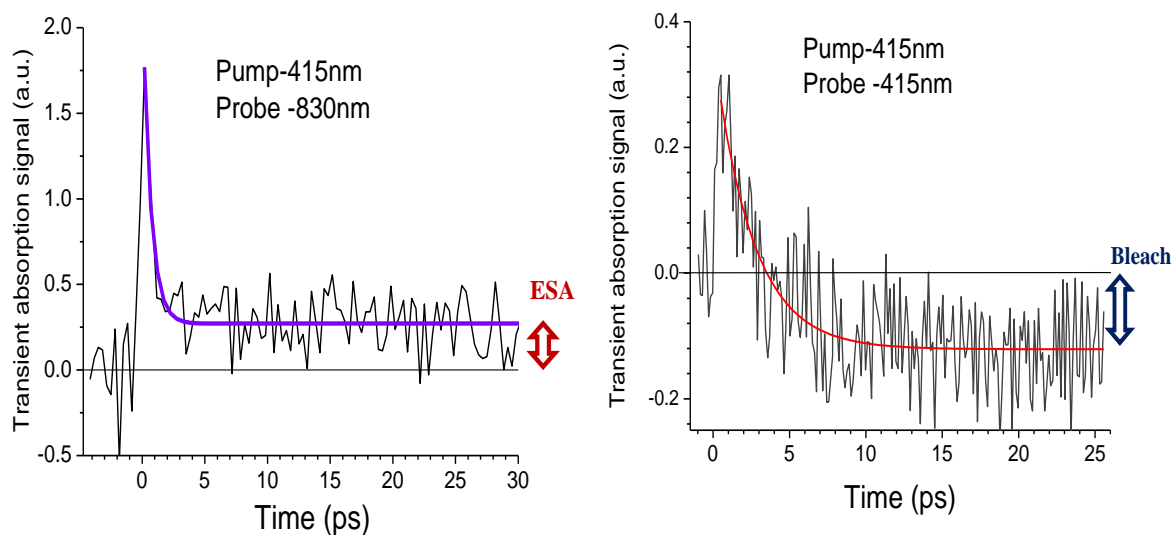 Transient absorption signal (a.u.)
2.0
1.5
1.0
0.5
0.0
-0.5
Pump-415nm
Probe -830nm
ESA
0
5
10
15
20
25
30
Time (ps)
Transient absorption signal (a.u.)
0.4
0.2
0.0
-0.2
Pump-415nm
Probe -415nm
Bleach
0
5
10
15
20
25
Time (ps)